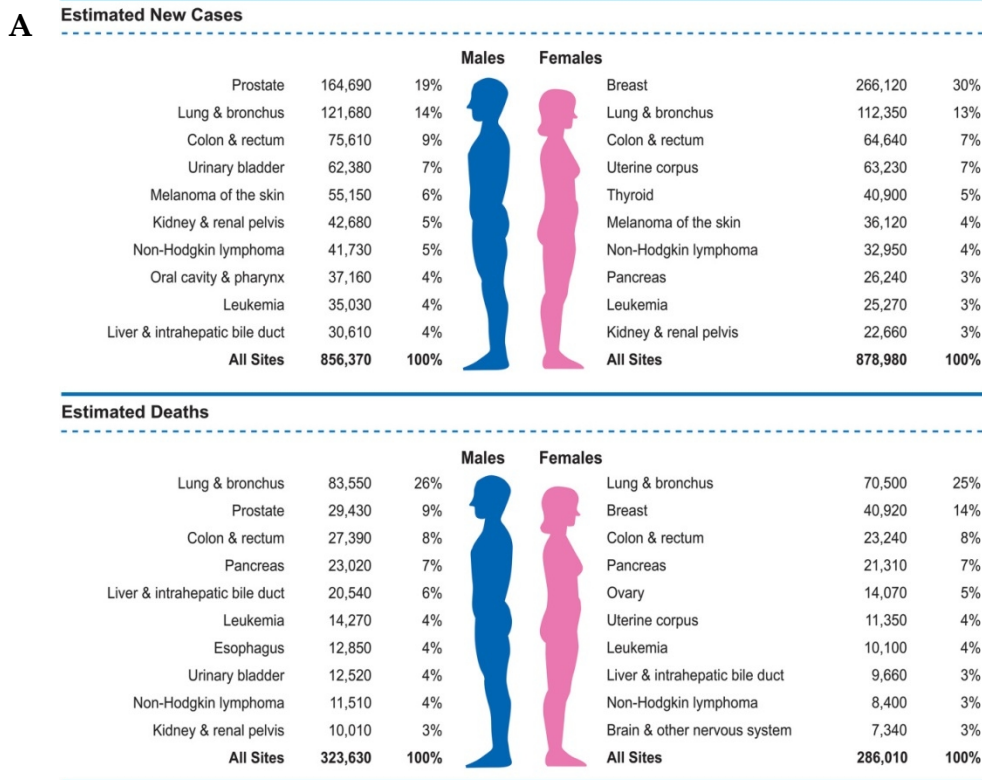 A
Estimated New Cases
Males Females
Prostate 164,690 19% Breast 266,120 30%
Lung & bronchus 121,680 14% Lung & bronchus 112,350 13%
Colon & rectum 75,610 9% Colon & rectum 64,640 7%
Urinary bladder 62,380 7% Uterine corpus 63,230 7%
Melanoma of the skin 55,150 6% Thyroid 40,900 5%
Kidney & renal pelvis 42,680 5% Melanoma of the skin 36,120 4%
Non-Hodgkin lymphoma 41,730 5% Non-Hodgkin lymphoma 32,950 4%
Oral cavity & pharynx 37,160 4% Pancreas 26,240 3%
Leukemia 35,030 4% Leukemia 25,270 3%
Liver & intrahepatic bile duct 30,610 4% Kidney & renal pelvis 22,660 3%
All Sites 856,370 100% All Sites 878,980 100%
Estimated Deaths
Males Females
Lung & bronchus 83,550 26% Lung & bronchus 70,500 25%
Prostate 29,430 9% Breast 40,920 14%
Colon & rectum 27,390 8% Colon & rectum 23,240 8%
Pancreas 23,020 7% Pancreas 21,310 7%
Liver & intrahepatic bile duct 20,540 6% Ovary 14,070 5%
Leukemia 14,270 4% Uterine corpus 11,350 4%
Esophagus 12,850 4% Leukemia 10,100 4%
Urinary bladder 12,520 4% Liver & intrahepatic bile duct 9,660 3%
Non-Hodgkin lymphoma 11,510 4% Non-Hodgkin lymphoma 8,400 3%
Kidney & renal pelvis 10,010 3% Brain & other nervous system 7,340 3%
All Sites 323,630 100% All Sites 286,010 100%